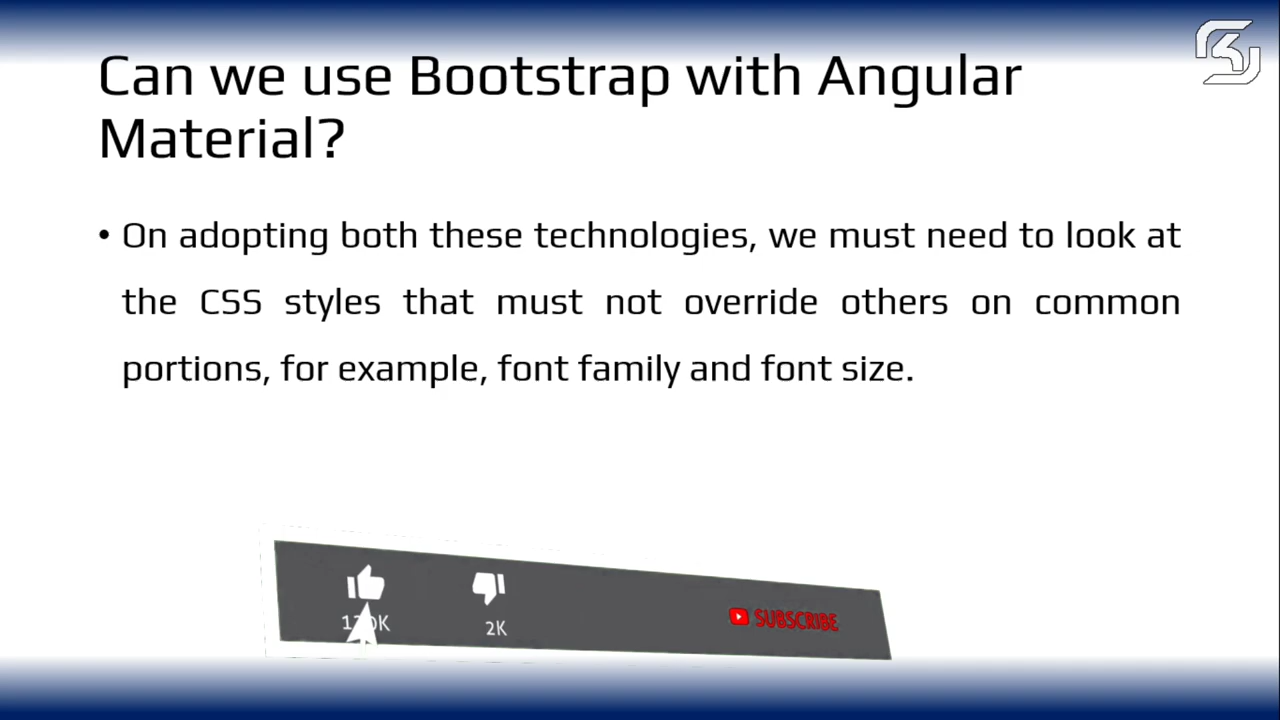 Can we use Bootstrap with Angular
Material?
• On adopting both these technologies, we must need to look at
the CSS styles that must not override others on common
portions, for example, font family and font size.
2K
SUBSCRIBE